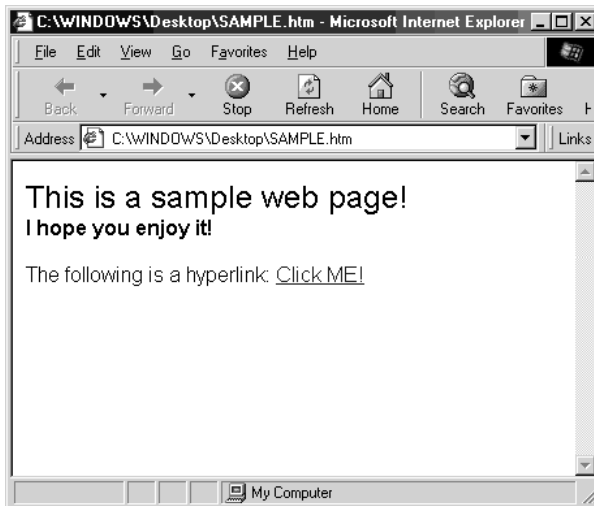 C:\WINDOWS\Desktop\SAMPLE.htm - Microsoft Internet Explorer
File Edit View Go Favorites Help
Back Forward Stop Refresh Home Search Favorites
Address C:\WINDOWS\Desktop\SAMPLE.htm Links
This is a sample web page!
I hope you enjoy it!
The following is a hyperlink: Click ME!
My Computer